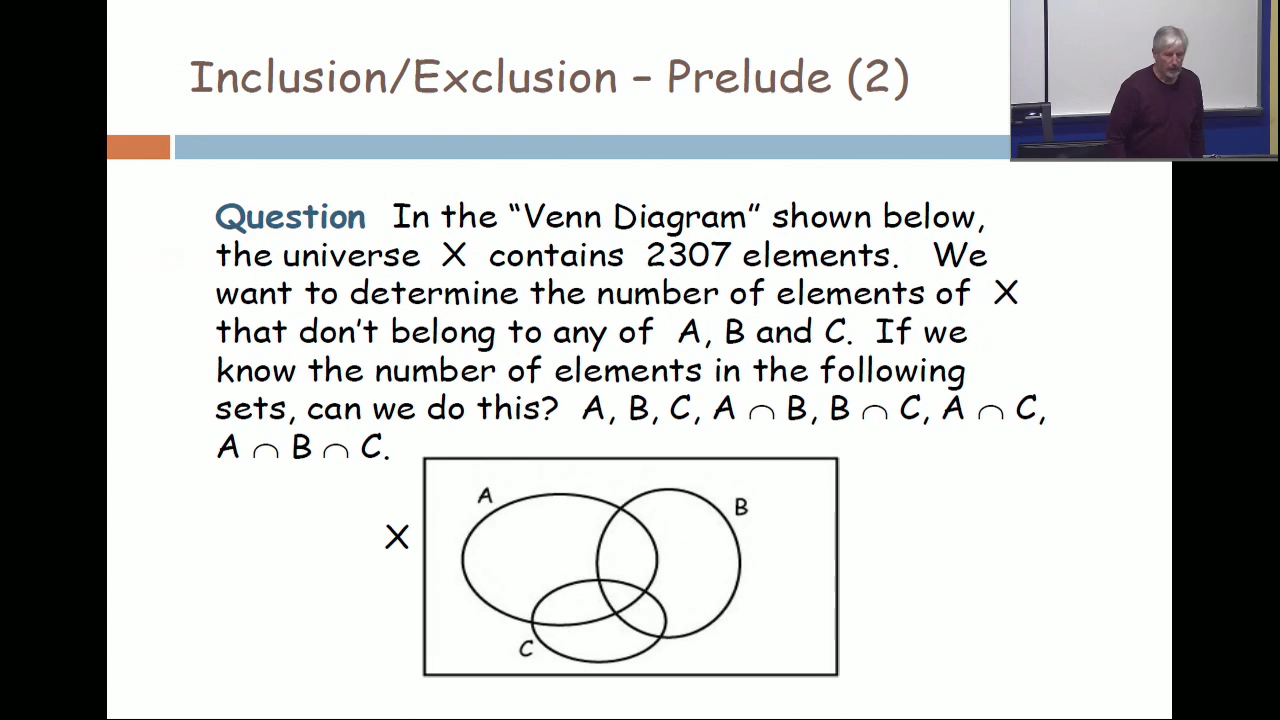 Inclusion/Exclusion – Prelude (2)
Question In the “Venn Diagram” shown below,
the universe X contains 2307 elements. We
want to determine the number of elements of X
that don’t belong to any of A, B and C. If we
know the number of elements in the following
sets, can we do this? A, B, C, A ∩ B, B ∩ C, A ∩ C,
A ∩ B ∩ C.
A
B
X
C